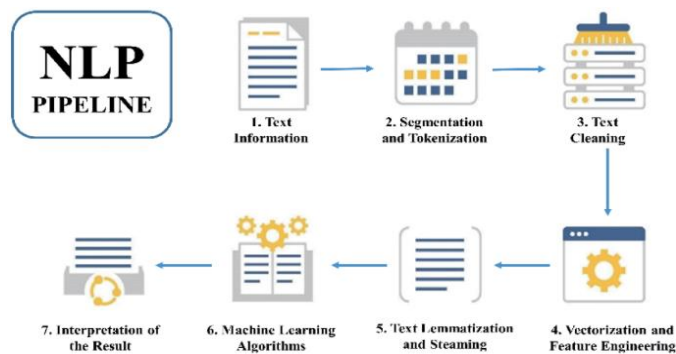 NLP
PIPELINE
1. Text
Information
2. Segmentation
and Tokenization
3. Text
Cleaning
7. Interpretation of
the Result
6. Machine Learning
Algorithms
5. Text Lemmatization
and Steaming
4. Vectorization and
Feature Engineering